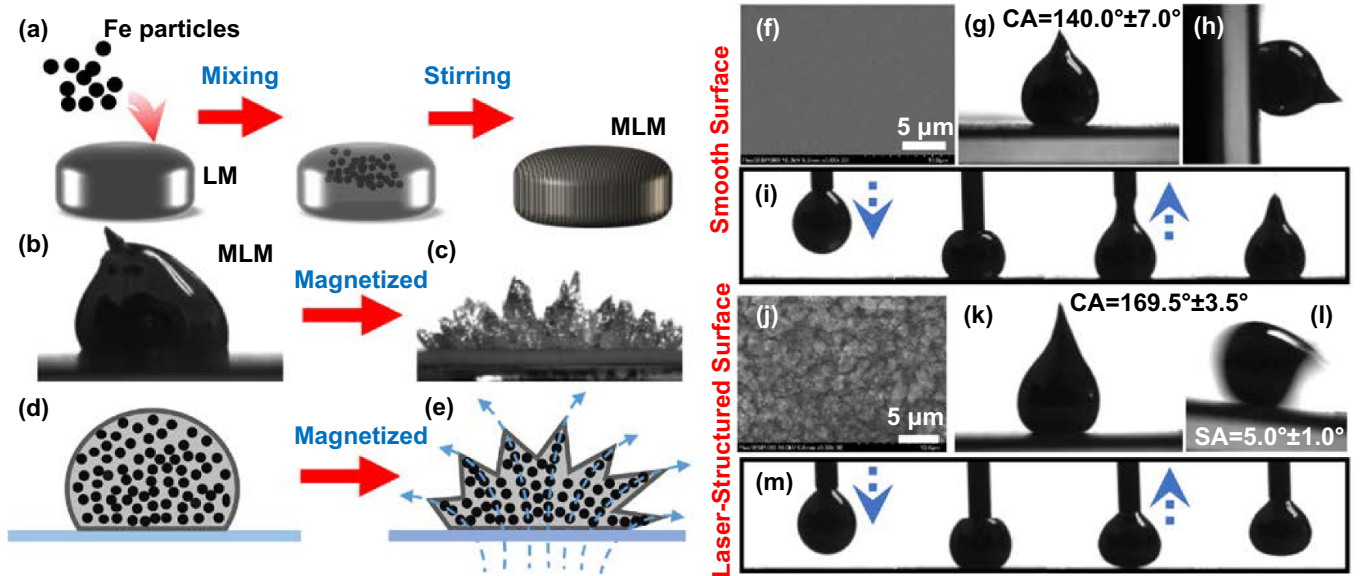 (a)
Fe particles
Mixing
Stirring
LM
MLM
(b)
MLM
Magnetized
(c)
(d)
Magnetized
(e)
Smooth Surface
(f)
5 μm
(g)
CA=140.0°±7.0°
(h)
(i)
Laser-Structured Surface
(j)
5 μm
(k)
CA=169.5°±3.5°
(l)
SA=5.0°±1.0°
(m)